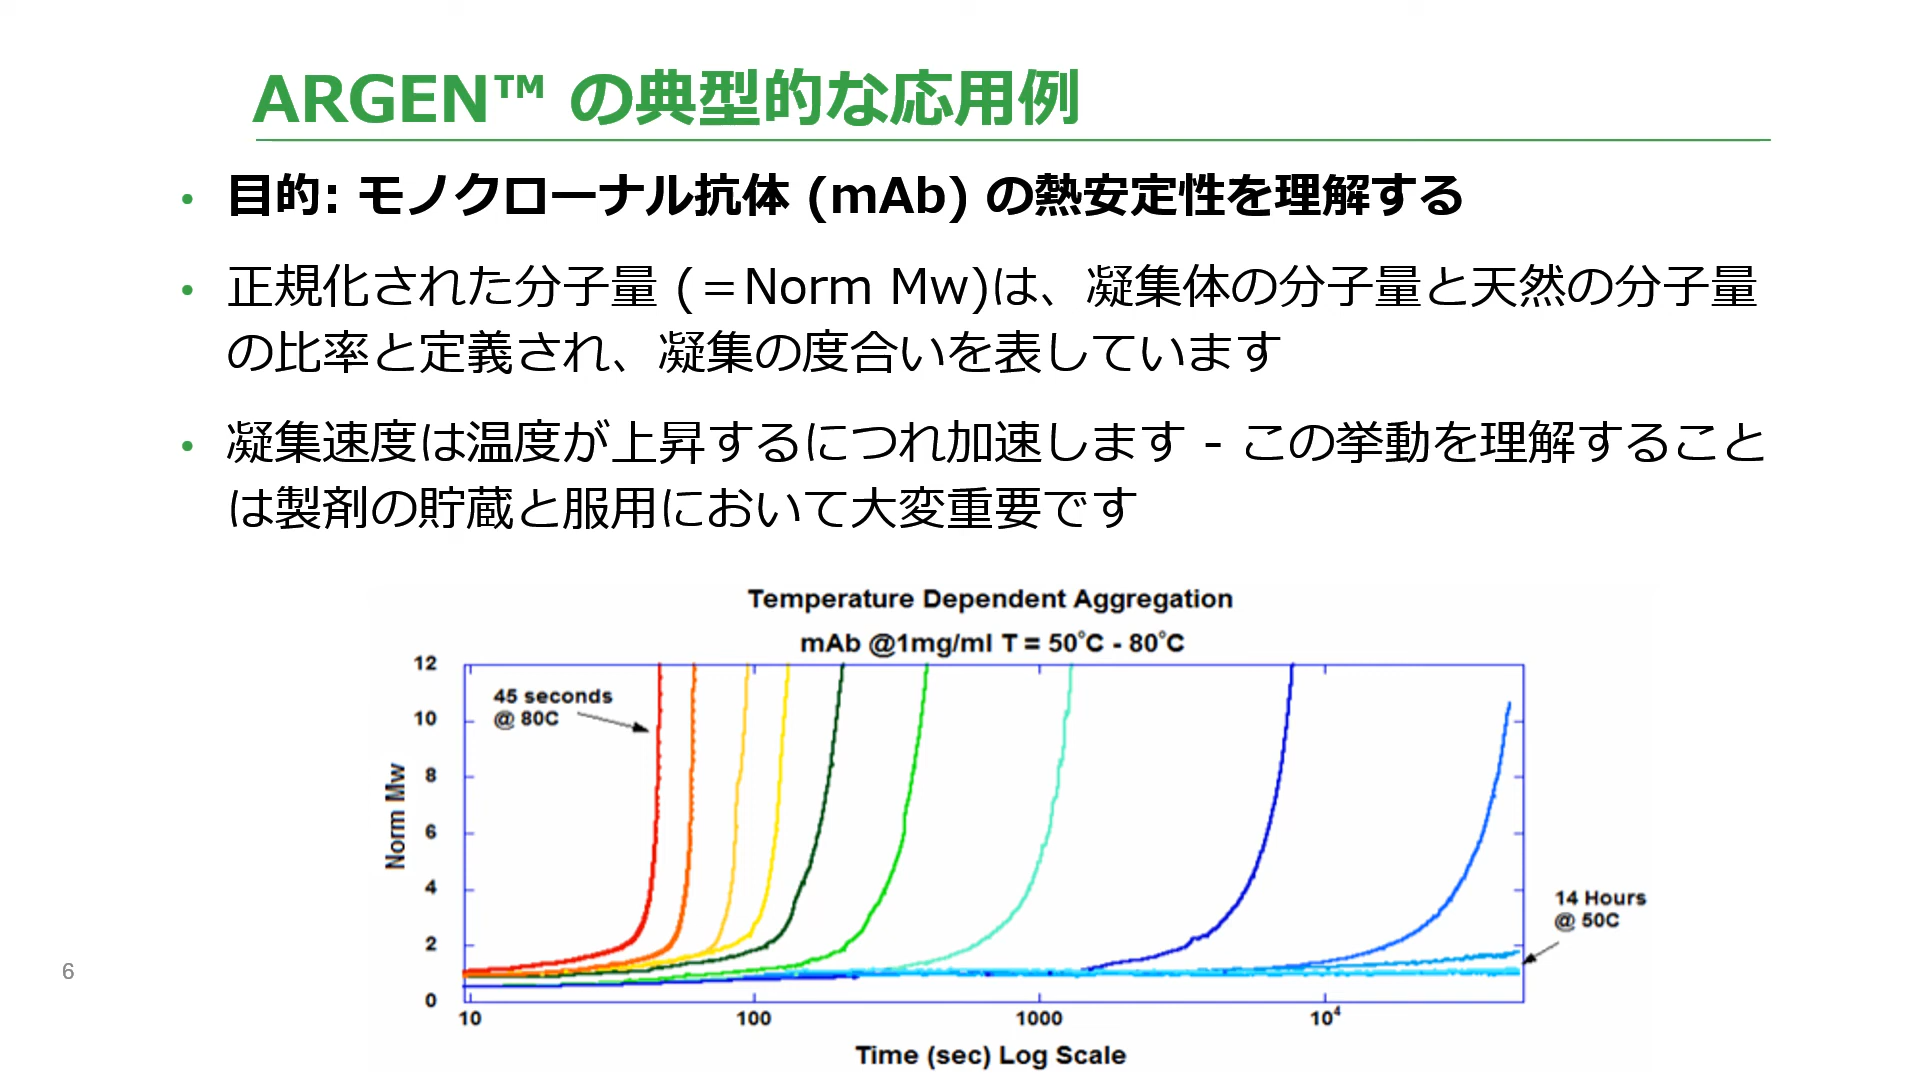 ARGEN™ の典型的な応用例
• 目的: モノクローナル抗体 (mAb) の熱安定性を理解する
• 正規化された分子量 (＝Norm Mw)は、凝集体の分子量と天然の分子量
の比率と定義され、凝集の度合いを表しています
• 凝集速度は温度が上昇するにつれ加速します - この挙動を理解すること
は製剤の貯蔵と服用において大変重要です
Temperature Dependent Aggregation
mAb @1mg/ml T = 50°C - 80°C
12
10
8
6
4
2
0
Norm Mw
45 seconds
@ 80C
14 Hours
@ 50C
10 100 1000 10⁴
Time (sec) Log Scale
6